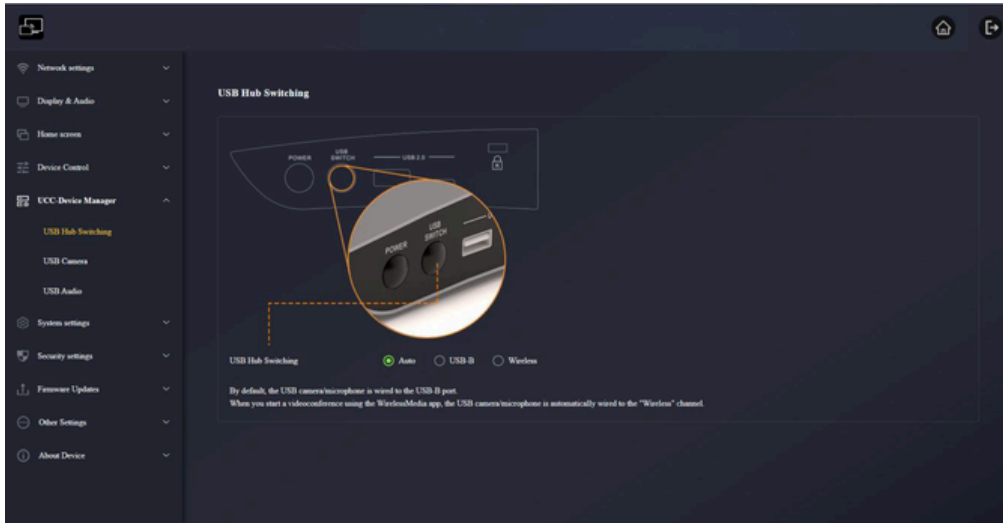 Network settings
Display & Audio
Home screen
Device Control
UCC-Device Manager
USB Hub Switching
USB Camera
USB Audio
System settings
Security settings
Firmware Updates
Other Settings
About Device
USB Hub Switching
POWER
USB
SWITCH
USB 2.0
POWER
USB
SWITCH
USB Hub Switching Auto USB-B Wireless
By default, the USB camera/microphone is wired to the USB-B port.
When you start a videoconference using the WirelessMedia app, the USB camera/microphone is automatically wired to the "Wireless" channel.